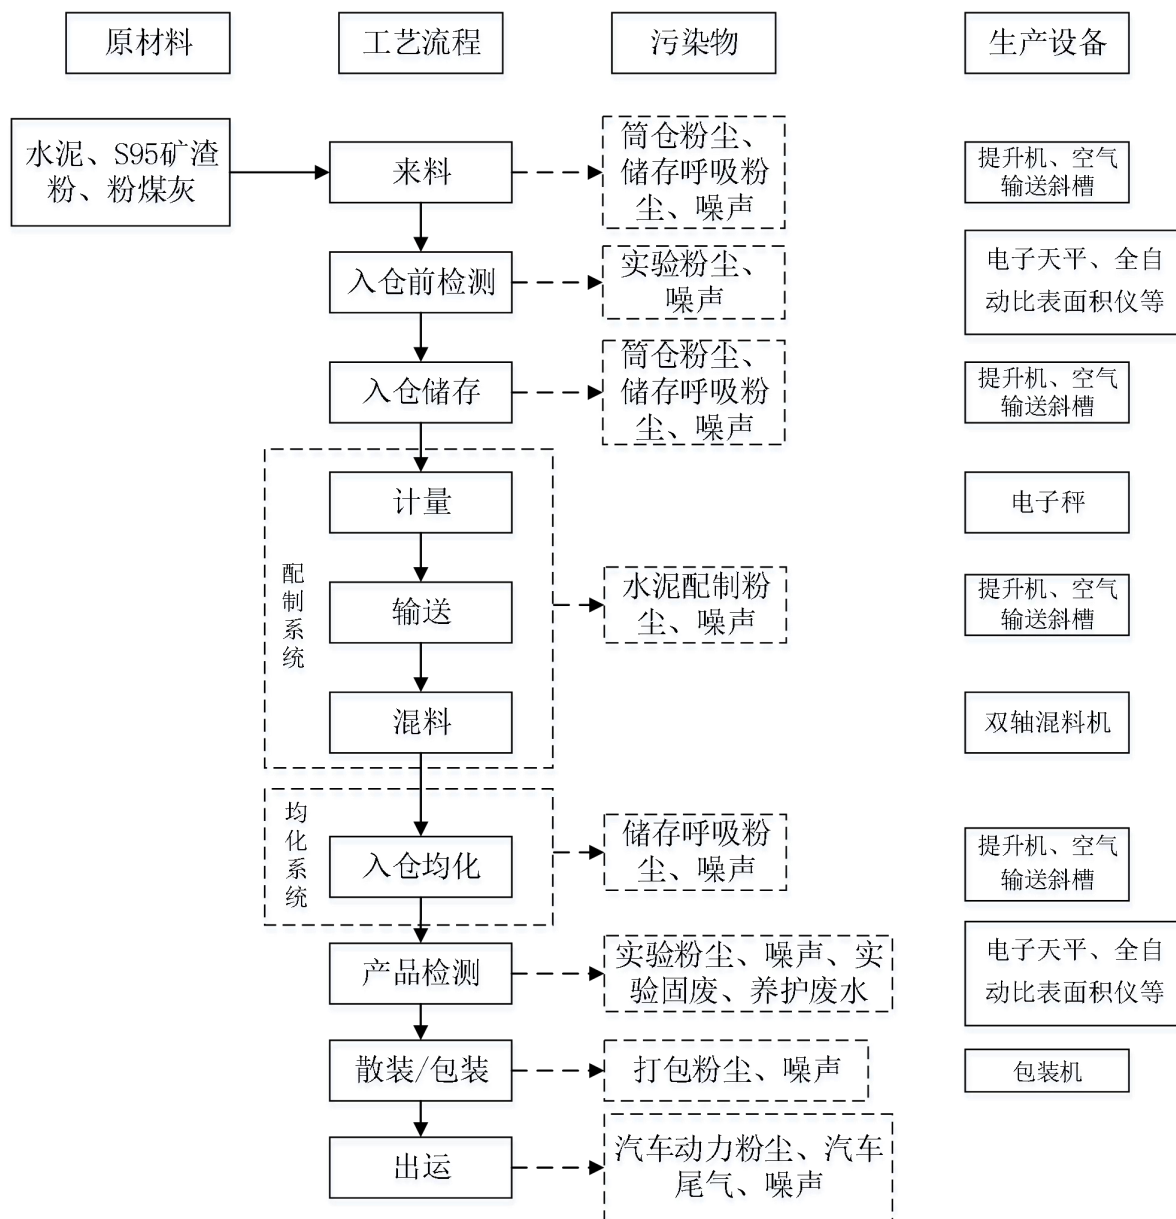 原材料
工艺流程
污染物
生产设备
水泥、S95矿渣
粉、粉煤灰
来料
筒仓粉尘、
储存呼吸粉
尘、噪声
提升机、空气
输送斜槽
入仓前检测
实验粉尘、
噪声
电子天平、全自
动比表面积仪等
入仓储存
筒仓粉尘、
储存呼吸粉
尘、噪声
提升机、空气
输送斜槽
配制系统
计量
电子秤
输送
水泥配制粉
尘、噪声
提升机、空气
输送斜槽
混料
双轴混料机
均化系统
入仓均化
储存呼吸粉
尘、噪声
提升机、空气
输送斜槽
产品检测
实验粉尘、噪声、实
验固废、养护废水
电子天平、全自
动比表面积仪等
散装/包装
打包粉尘、噪声
包装机
出运
汽车动力粉尘、汽车
尾气、噪声